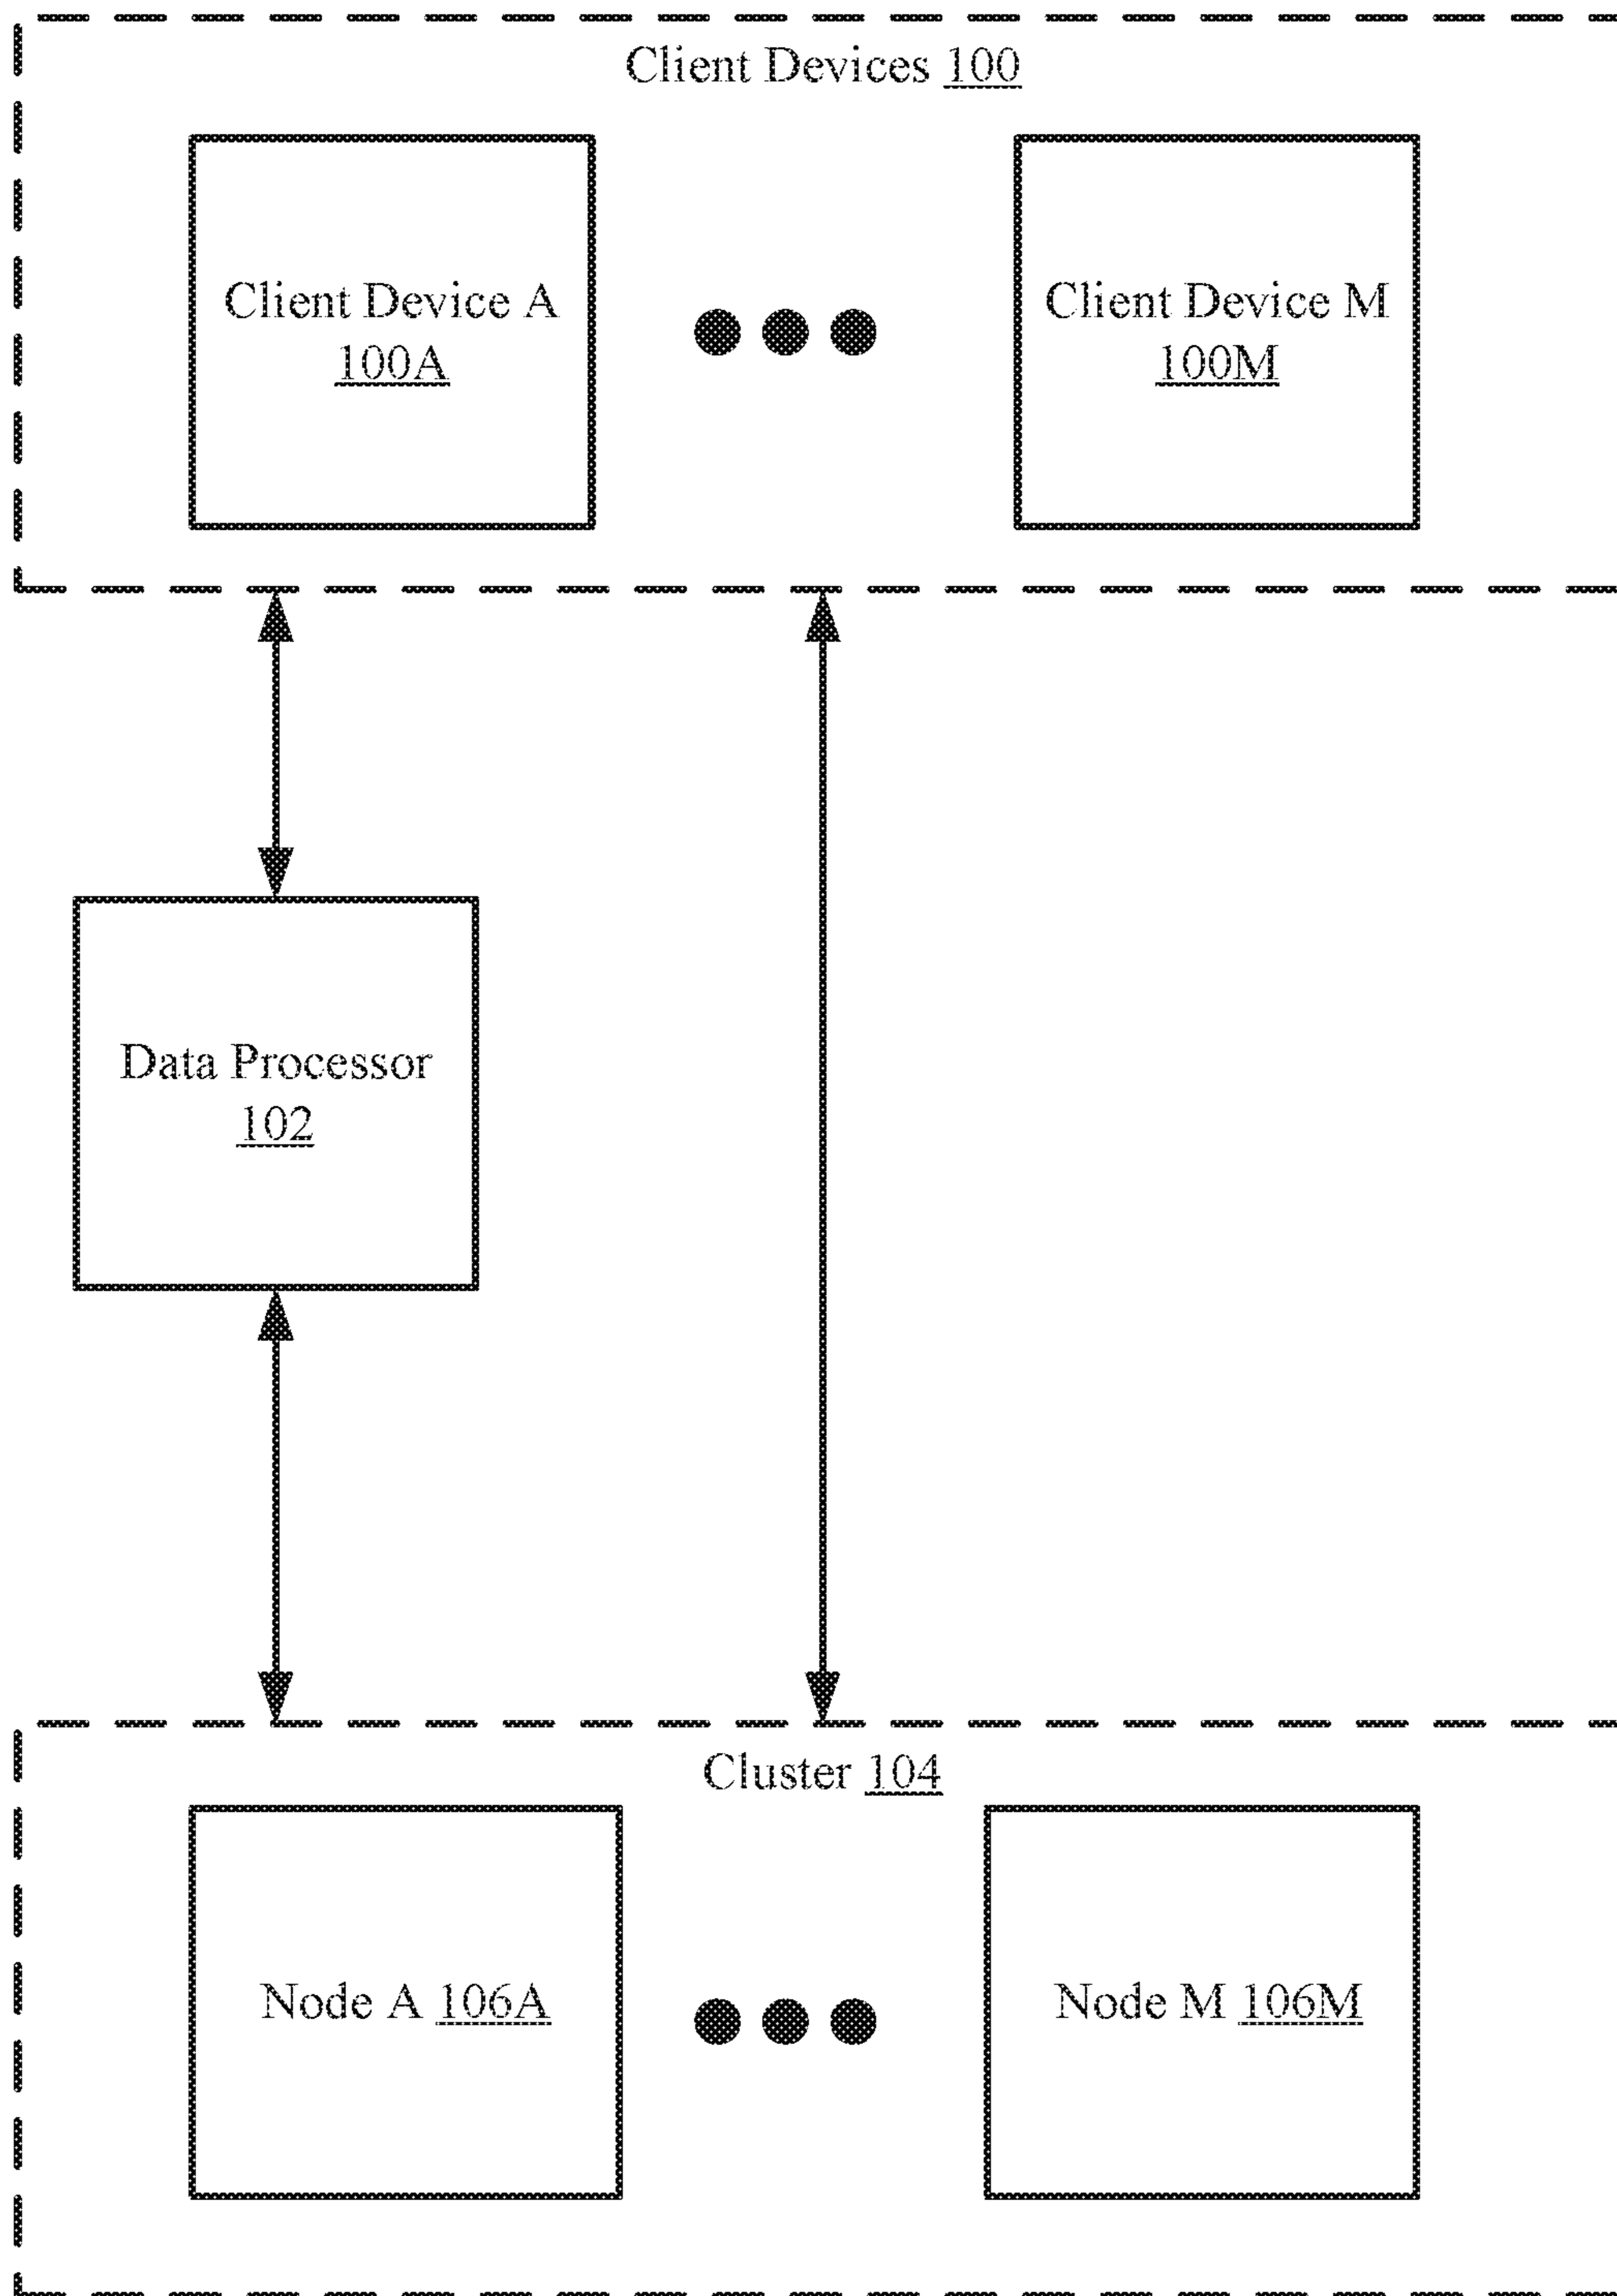 Client Devices 100
Client Device A
100A
Client Device M
100M
Data Processor
102
Cluster 104
Node A 106A
Node M 106M